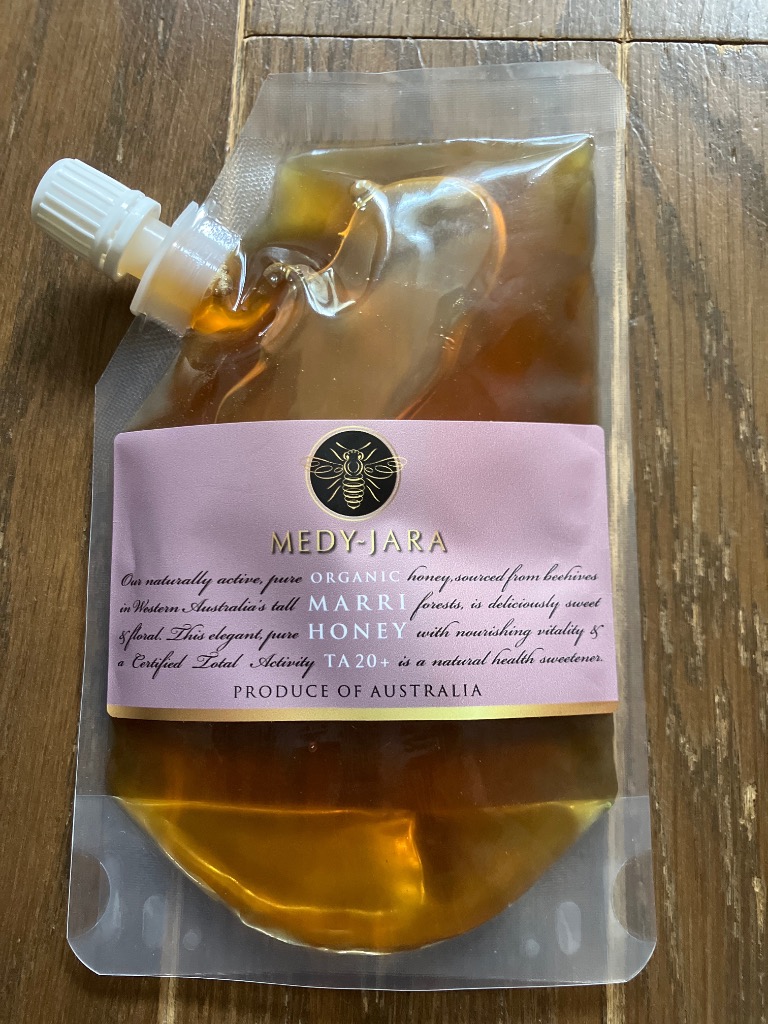 MEDY-JARA
Our naturally active, pure ORGANIC honey, sourced from beehives
in Western Australia's tall MARRI forests, is deliciously sweet
& floral. This elegant, pure HONEY with nourishing vitality &
a Certified Total Activity TA20+ is a natural health sweetener.
PRODUCE OF AUSTRALIA